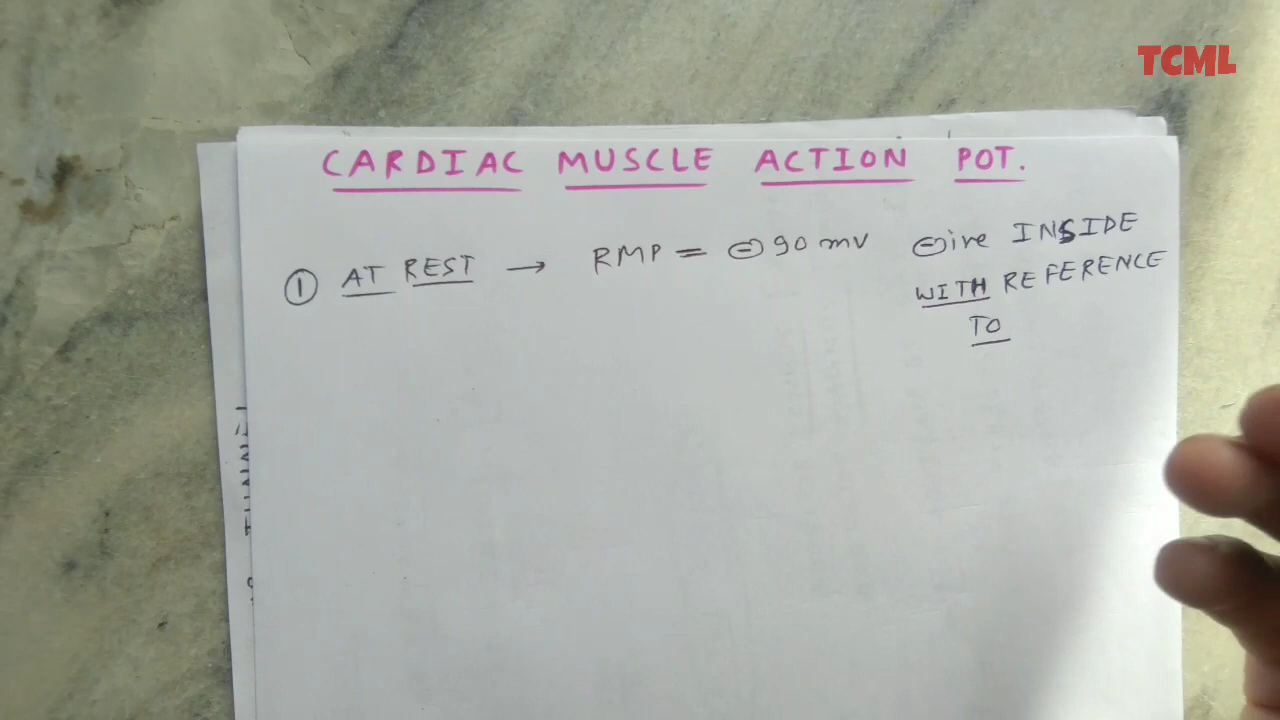 TCML
CARDIAC MUSCLE ACTION POT.
① AT REST → RMP = ⊖90 mv ⊖ive INSIDE
WITH REFERENCE
TO